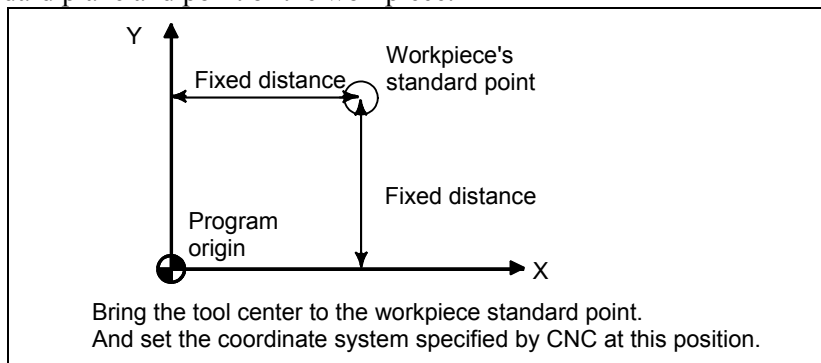 Y
Workpiece's
standard point
Fixed distance
Fixed distance
Program
origin
X
Bring the tool center to the workpiece standard point.
And set the coordinate system specified by CNC at this position.